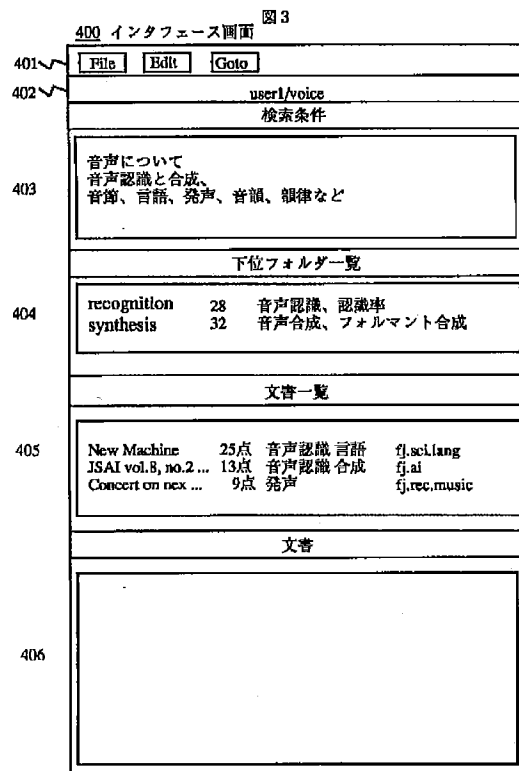 図3
400 インタフェース画面
401 File Edit Goto
402 user1/voice
検索条件
403
音声について
音声認識と合成、
音節、言語、発声、音韻、韻律など
下位フォルダ一覧
404
recognition 28 音声認識、認識率
synthesis 32 音声合成、フォルマント合成
文書一覧
405
New Machine 25点 音声認識 言語 fj.sci.lang
JSAI vol.8, no.2 ... 13点 音声認識 合成 fj.ai
Concert on nex ... 9点 発声 fj.rec.music
文書
406